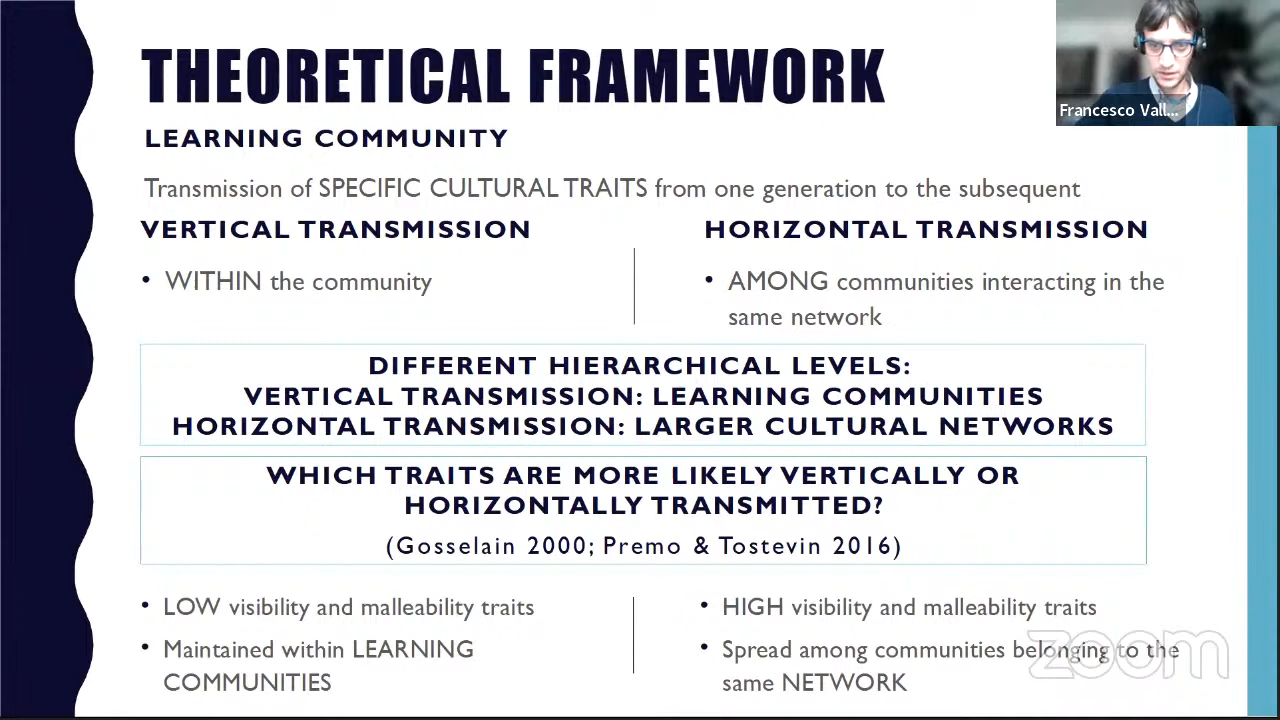 THEORETICAL FRAMEWORK
Francesco Vall...
LEARNING COMMUNITY
Transmission of SPECIFIC CULTURAL TRAITS from one generation to the subsequent
VERTICAL TRANSMISSION
• WITHIN the community
HORIZONTAL TRANSMISSION
• AMONG communities interacting in the
same network
DIFFERENT HIERARCHICAL LEVELS:
VERTICAL TRANSMISSION: LEARNING COMMUNITIES
HORIZONTAL TRANSMISSION: LARGER CULTURAL NETWORKS
WHICH TRAITS ARE MORE LIKELY VERTICALLY OR
HORIZONTALLY TRANSMITTED?
(Gosselain 2000; Premo & Tostevin 2016)
• LOW visibility and malleability traits
• Maintained within LEARNING
COMMUNITIES
• HIGH visibility and malleability traits
• Spread among communities belonging to the
same NETWORK
zoom